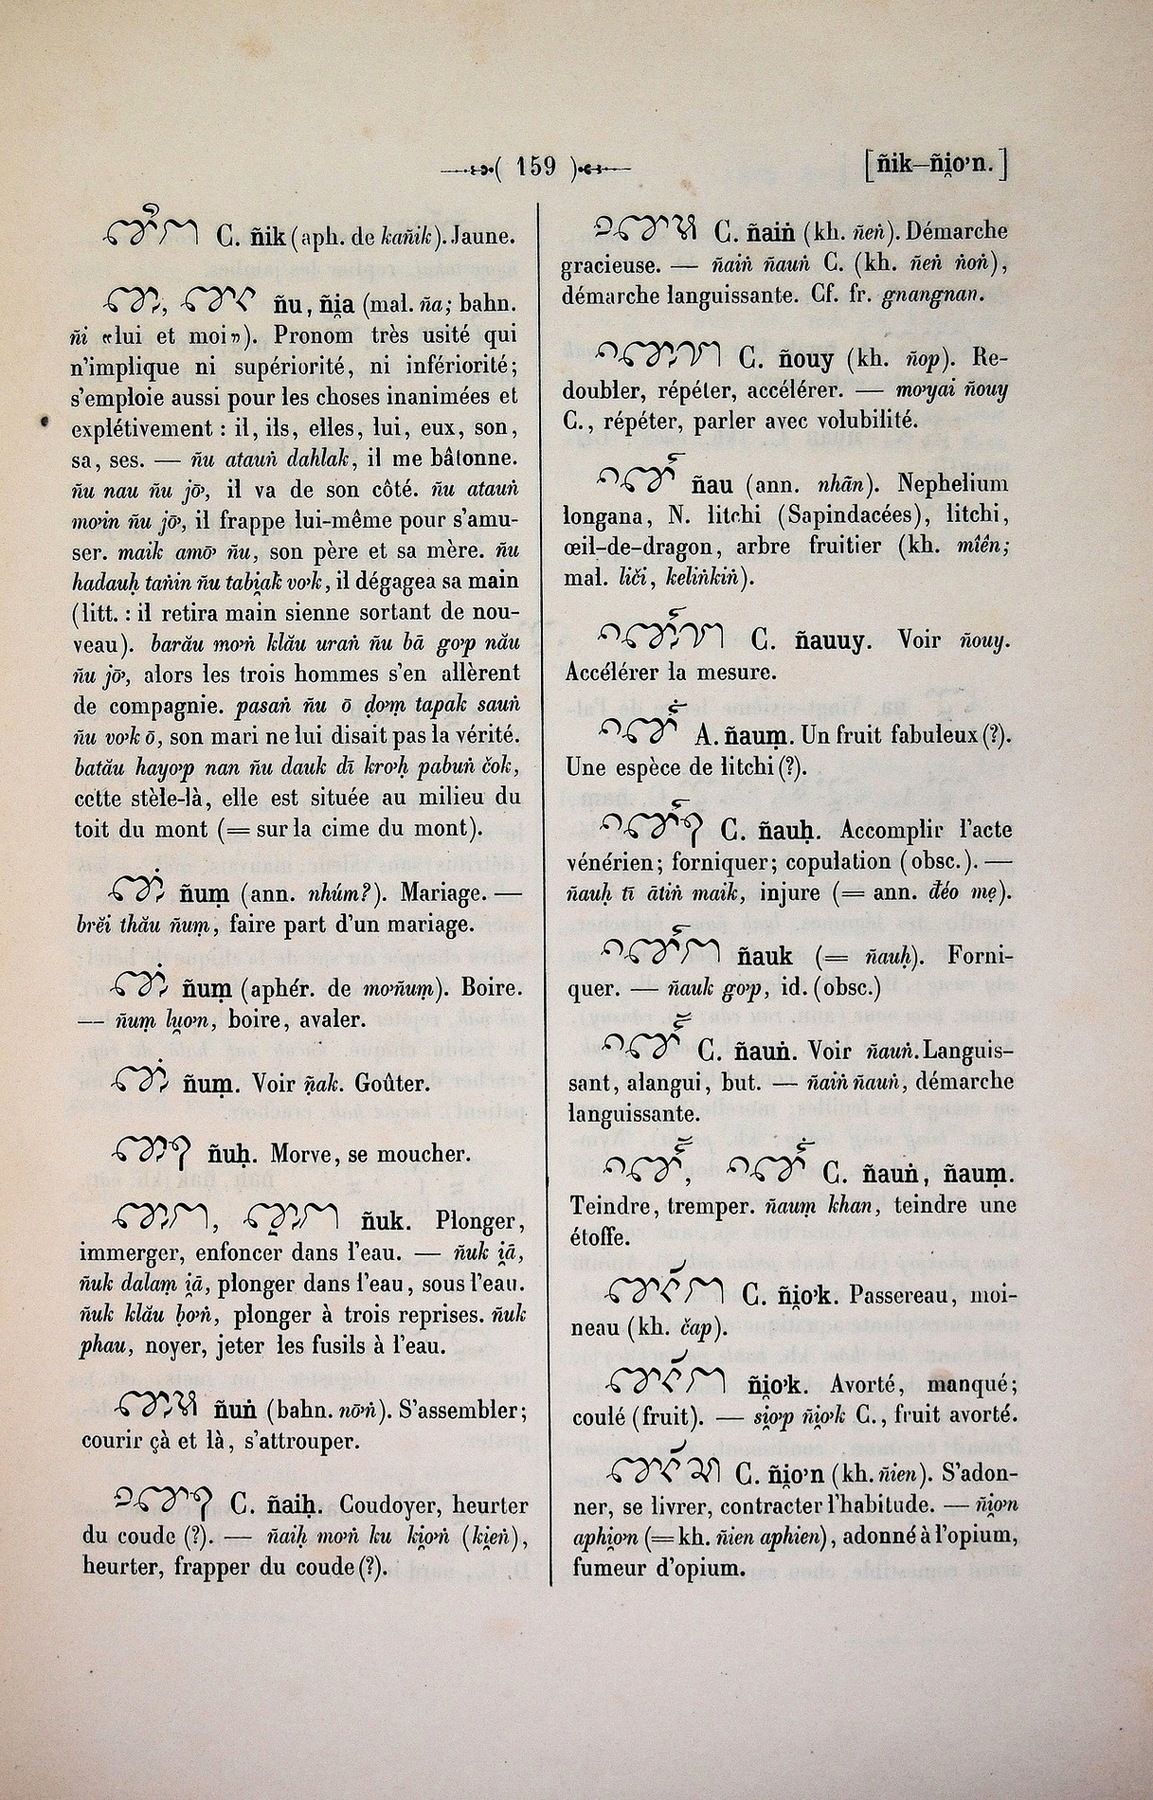 159
[ñik–ñi̯o̓n.]
C. ñik (aph. de kañik). Jaune.
ñu, ñi̯a (mal. ña; bahn.
ñi «lui et moi»). Pronom très usité qui
n'implique ni supériorité, ni infériorité;
s'emploie aussi pour les choses inanimées et
explétivement : il, ils, elles, lui, eux, son,
sa, ses. — ñu atauṅ dahlak, il me bâtonne.
ñu nau ñu jō̓, il va de son côté. ñu atauṅ
mo̓in ñu jō̓, il frappe lui-même pour s'amu-
ser. maik amō̓ ñu, son père et sa mère. ñu
hadauḥ tañin ñu tabi̯ak vo̓k, il dégagea sa main
(litt. : il retira main sienne sortant de nou-
veau). barău mo̓ṅ klău uraṅ ñu bā go̓p nău
ñu jō̓, alors les trois hommes s'en allèrent
de compagnie. pasaṅ ñu ō ḍo̓ṃ tapak sauṅ
ñu vo̓k ō, son mari ne lui disait pas la vérité.
batău hayo̓p nan ñu dauk dī kro̓ḥ pabuṅ čok,
cette stèle-là, elle est située au milieu du
toit du mont (= sur la cime du mont).
ñuṃ (ann. nhúm?). Mariage. —
brĕi thău ñuṃ, faire part d'un mariage.
ñuṃ (aphér. de mo̓ñuṃ). Boire.
— ñuṃ lu̯o̓n, boire, avaler.
ñuṃ. Voir ñak. Goûter.
ñuḥ. Morve, se moucher.
ñuk. Plonger,
immerger, enfoncer dans l'eau. — ñuk i̯ā,
ñuk dalaṃ i̯ā, plonger dans l'eau, sous l'eau.
ñuk klău ḅo̓ṅ, plonger à trois reprises. ñuk
phau, noyer, jeter les fusils à l'eau.
ñuṅ (bahn. nō̓ṅ). S'assembler;
courir çà et là, s'attrouper.
C. ñaiḥ. Coudoyer, heurter
du coude (?). — ñaiḥ mo̓ṅ ku ki̯o̓ṅ (ki̯eṅ),
heurter, frapper du coude (?).
C. ñaiṅ (kh. ñeṅ). Démarche
gracieuse. — ñaiṅ ñauṅ C. (kh. ñeṅ ṅoṅ),
démarche languissante. Cf. fr. gnangnan.
C. ñouy (kh. ñop). Re-
doubler, répéter, accélérer. — mo̓yai ñouy
C., répéter, parler avec volubilité.
ñau (ann. nhãn). Nephelium
longana, N. litchi (Sapindacées), litchi,
œil-de-dragon, arbre fruitier (kh. mîên;
mal. liči, keliṅkiṅ).
C. ñauuy. Voir ñouy.
Accélérer la mesure.
A. ñauṃ. Un fruit fabuleux (?).
Une espèce de litchi (?).
C. ñauḥ. Accomplir l'acte
vénérien; forniquer; copulation (obsc.). —
ñauḥ tī ātiṅ maik, injure (= ann. đéo mẹ).
ñauk (= ñauḥ). Forni-
quer. — ñauk go̓p, id. (obsc.)
C. ñauṅ. Voir ñauṅ. Languis-
sant, alangui, but. — ñaiṅ ñauṅ, démarche
languissante.
C. ñauṅ, ñauṃ.
Teindre, tremper. ñauṃ khan, teindre une
étoffe.
C. ñi̯o̓k. Passereau, moi-
neau (kh. čap).
ñi̯o̓k. Avorté, manqué;
coulé (fruit). — si̯o̓p ñi̯o̓k C., fruit avorté.
C. ñi̯o̓n (kh. ñien). S'adon-
ner, se livrer, contracter l'habitude. — ñi̯o̓n
aphi̯o̓n (= kh. ñien aphien), adonné à l'opium,
fumeur d'opium.